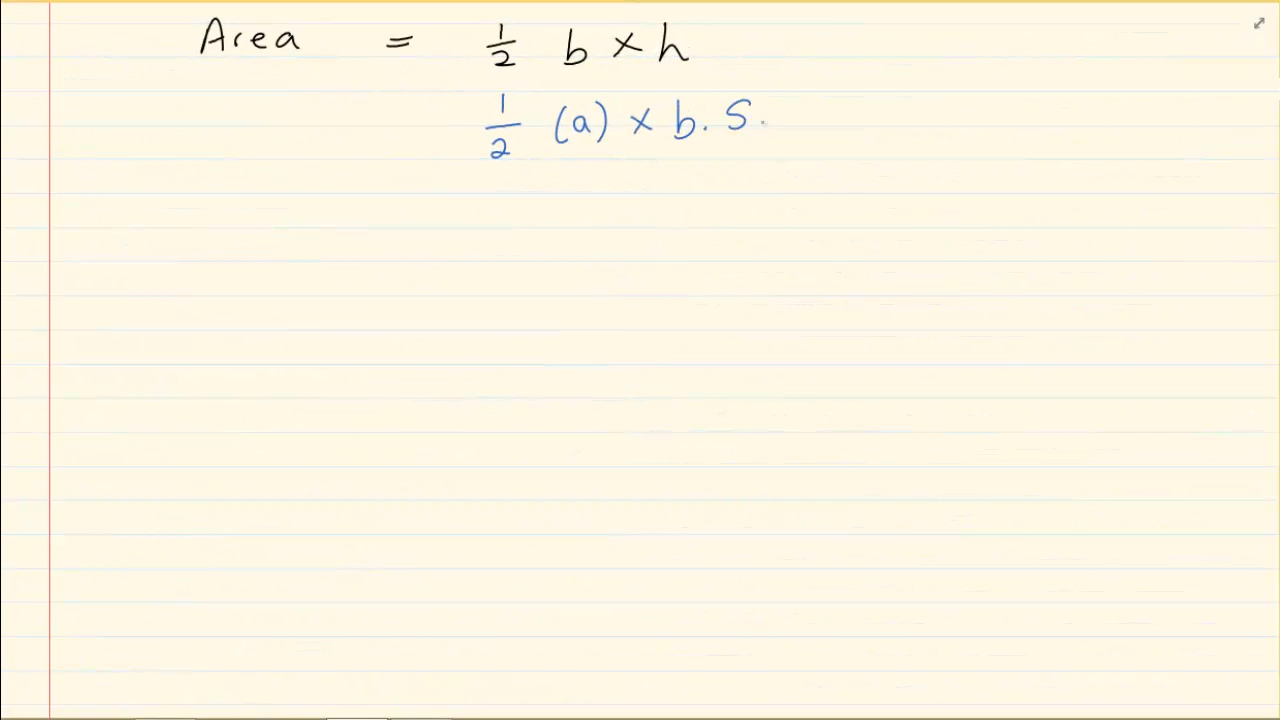 Area = 1/2 b × h
1/2 (a) × b. S.